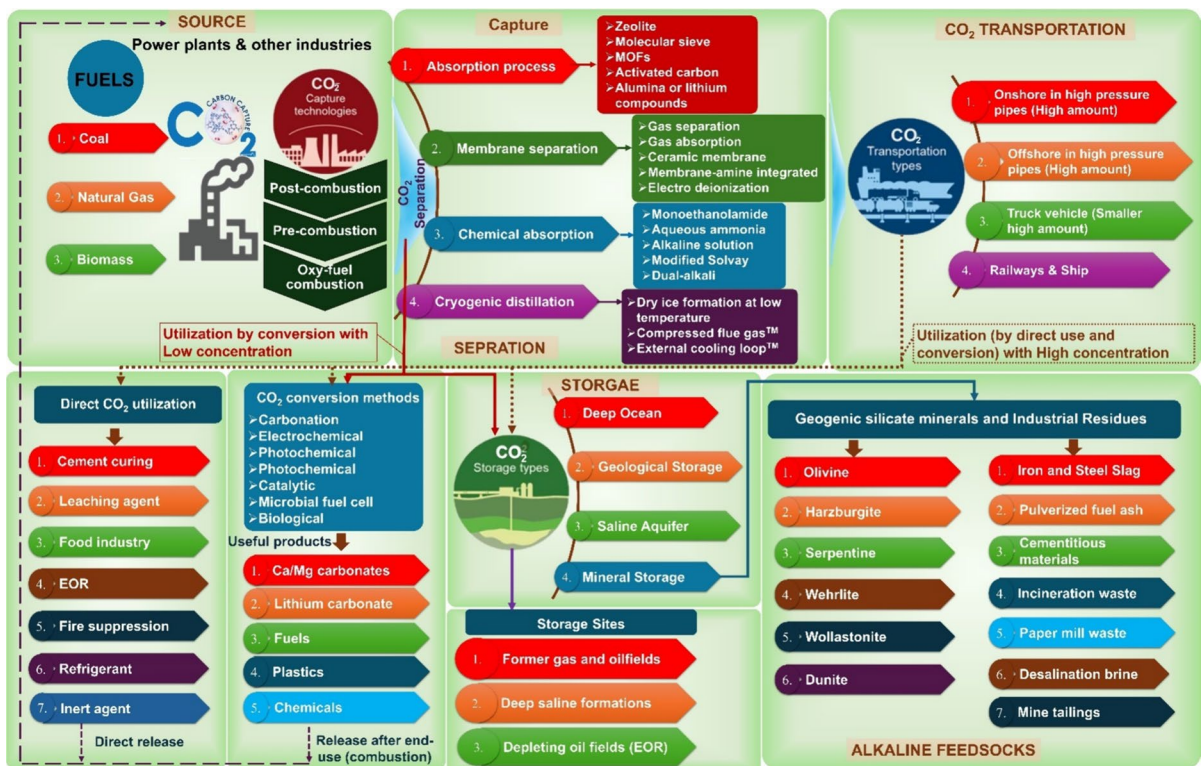 SOURCE
Power plants & other industries
FUELS
CARBON CAPTURE
CO2
1. Coal
2. Natural Gas
3. Biomass
CO2
Capture
technologies
Post-combustion
Pre-combustion
Oxy-fuel
combustion
CO2
Separation
Capture
1. Absorption process
Zeolite
Molecular sieve
MOFs
Activated carbon
Alumina or lithium
compounds
2. Membrane separation
Gas separation
Gas absorption
Ceramic membrane
Membrane-amine integrated
Electro deionization
3. Chemical absorption
Monoethanolamide
Aqueous ammonia
Alkaline solution
Modified Solvay
Dual-alkali
4. Cryogenic distillation
Dry ice formation at low
temperature
Compressed flue gas™
External cooling loop™
SEPRATION
Utilization by conversion with
Low concentration
CO2 TRANSPORTATION
CO2
Transportation
types
1. Onshore in high pressure
pipes (High amount)
2. Offshore in high pressure
pipes (High amount)
3. Truck vehicle (Smaller
high amount)
4. Railways & Ship
Utilization (by direct use and
conversion) with High concentration
Direct CO2 utilization
1. Cement curing
2. Leaching agent
3. Food industry
4. EOR
5. Fire suppression
6. Refrigerant
7. Inert agent
Direct release
CO2 conversion methods
Carbonation
Electrochemical
Photochemical
Photochemical
Catalytic
Microbial fuel cell
Biological
Useful products
1. Ca/Mg carbonates
2. Lithium carbonate
3. Fuels
4. Plastics
5. Chemicals
Release after end-
use (combustion)
STORGAE
CO2
Storage types
1. Deep Ocean
2. Geological Storage
3. Saline Aquifer
4. Mineral Storage
Storage Sites
1. Former gas and oilfields
2. Deep saline formations
3. Depleting oil fields (EOR)
Geogenic silicate minerals and Industrial Residues
1. Olivine
2. Harzburgite
3. Serpentine
4. Wehrlite
5. Wollastonite
6. Dunite
1. Iron and Steel Slag
2. Pulverized fuel ash
3. Cementitious
materials
4. Incineration waste
5. Paper mill waste
6. Desalination brine
7. Mine tailings
ALKALINE FEEDSOCKS